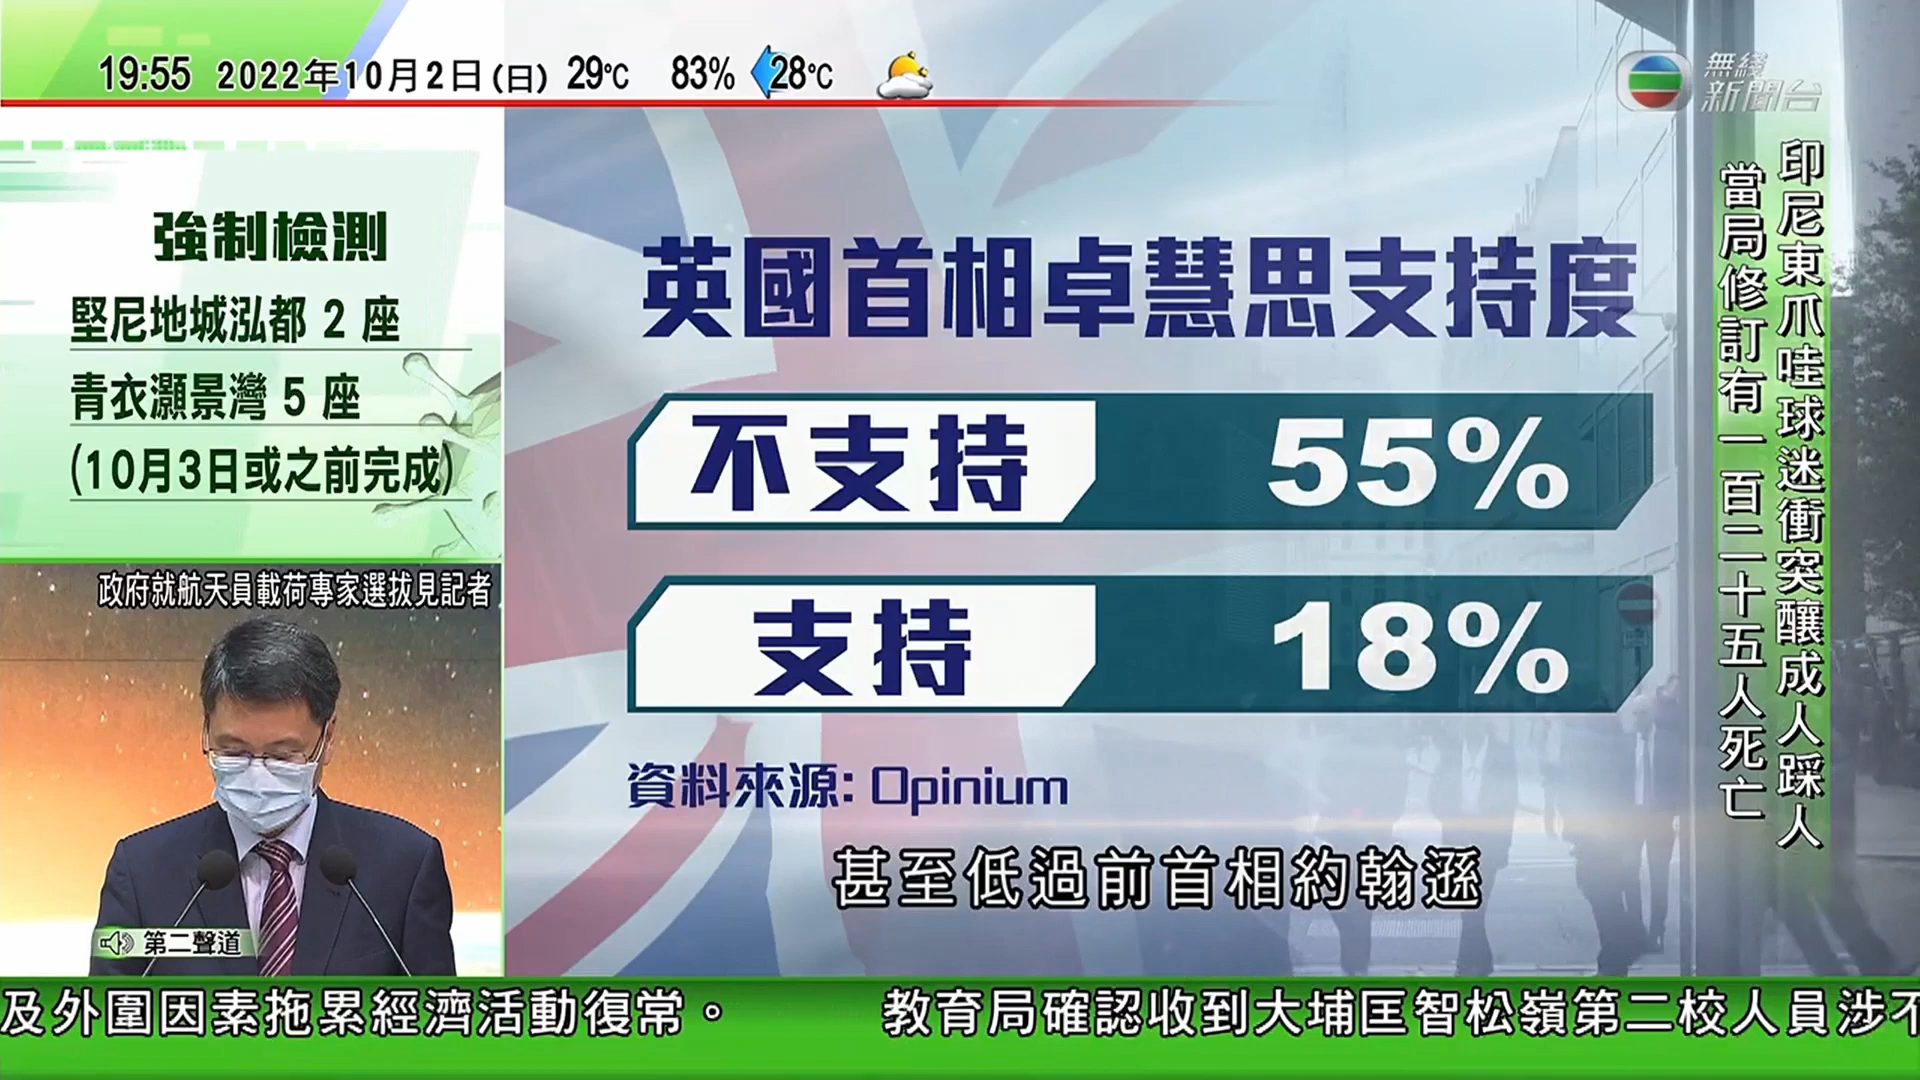 19:55 2022年10月2日(日) 29℃ 83% 28℃
無綫
新聞台
強制檢測
堅尼地城泓都 2 座
青衣灝景灣 5 座
(10月3日或之前完成)
政府就航天員載荷專家選拔見記者
第二聲道
英國首相卓慧思支持度
不支持 55%
支持 18%
資料來源: Opinium
甚至低過前首相約翰遜
印尼東爪哇球迷衝突釀成人踩人
當局修訂有一百二十五人死亡
及外圍因素拖累經濟活動復常。 教育局確認收到大埔匡智松嶺第二校人員涉不